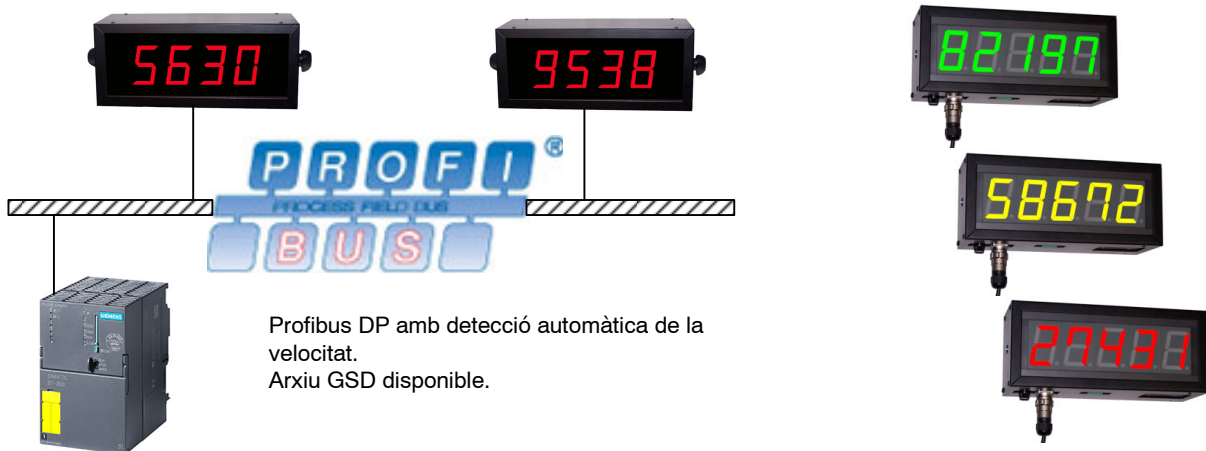 5630
9538
82197
58672
27431
PROFI®
PROCESS FIELD BUS
BUS
SIEMENS
Profibus DP amb detecció automàtica de la
velocitat.
Arxiu GSD disponible.